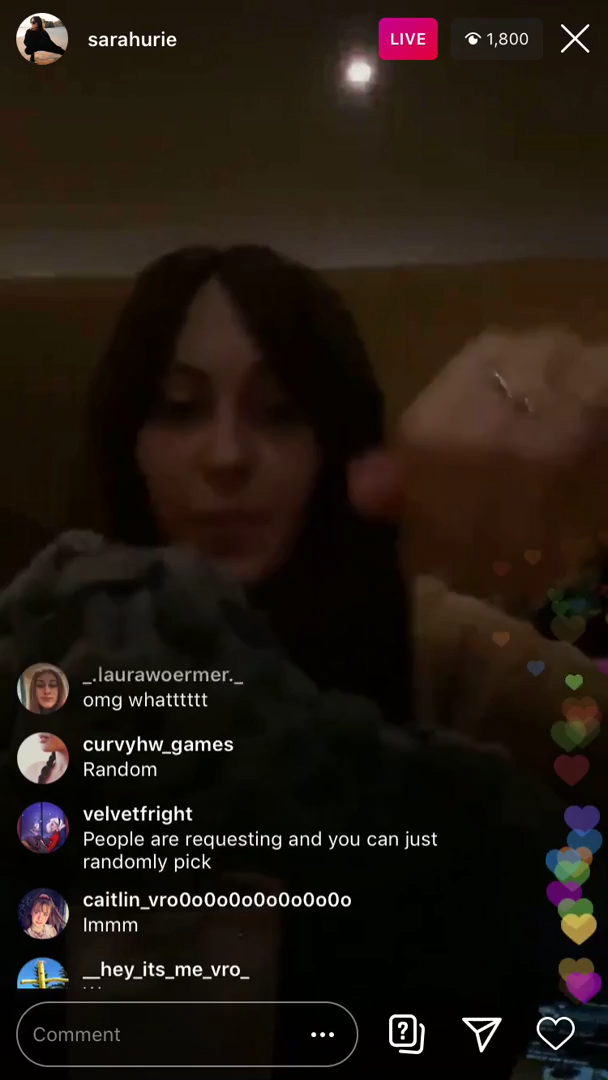 sarahurie
LIVE
1,800
_.laurawoermer._
omg whatttttt
curvyhw_games
Random
velvetfright
People are requesting and you can just
randomly pick
caitlin_vro0o0o0o0o0o0o0o
Immm
__hey_its_me_vro_
Comment